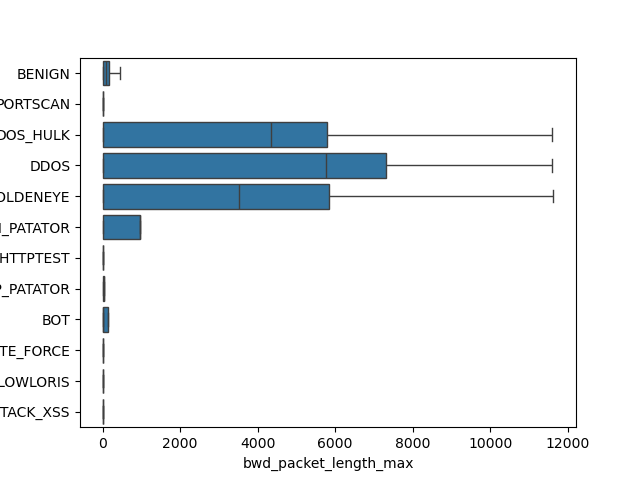 BENIGN
PORTSCAN
DOS_HULK
DDOS
OLDENEYE
_PATATOR
HTTPTEST
P_PATATOR
BOT
TE_FORCE
LOWLORIS
TACK_XSS
0 2000 4000 6000 8000 10000 12000
bwd_packet_length_max